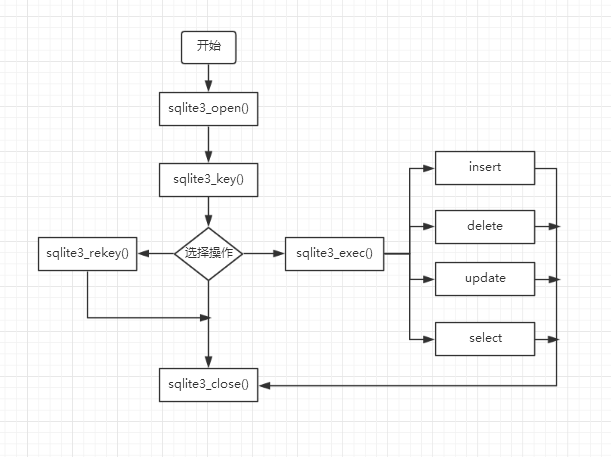 开始
sqlite3_open()
sqlite3_key()
选择操作
sqlite3_rekey()
sqlite3_exec()
insert
delete
update
select
sqlite3_close()